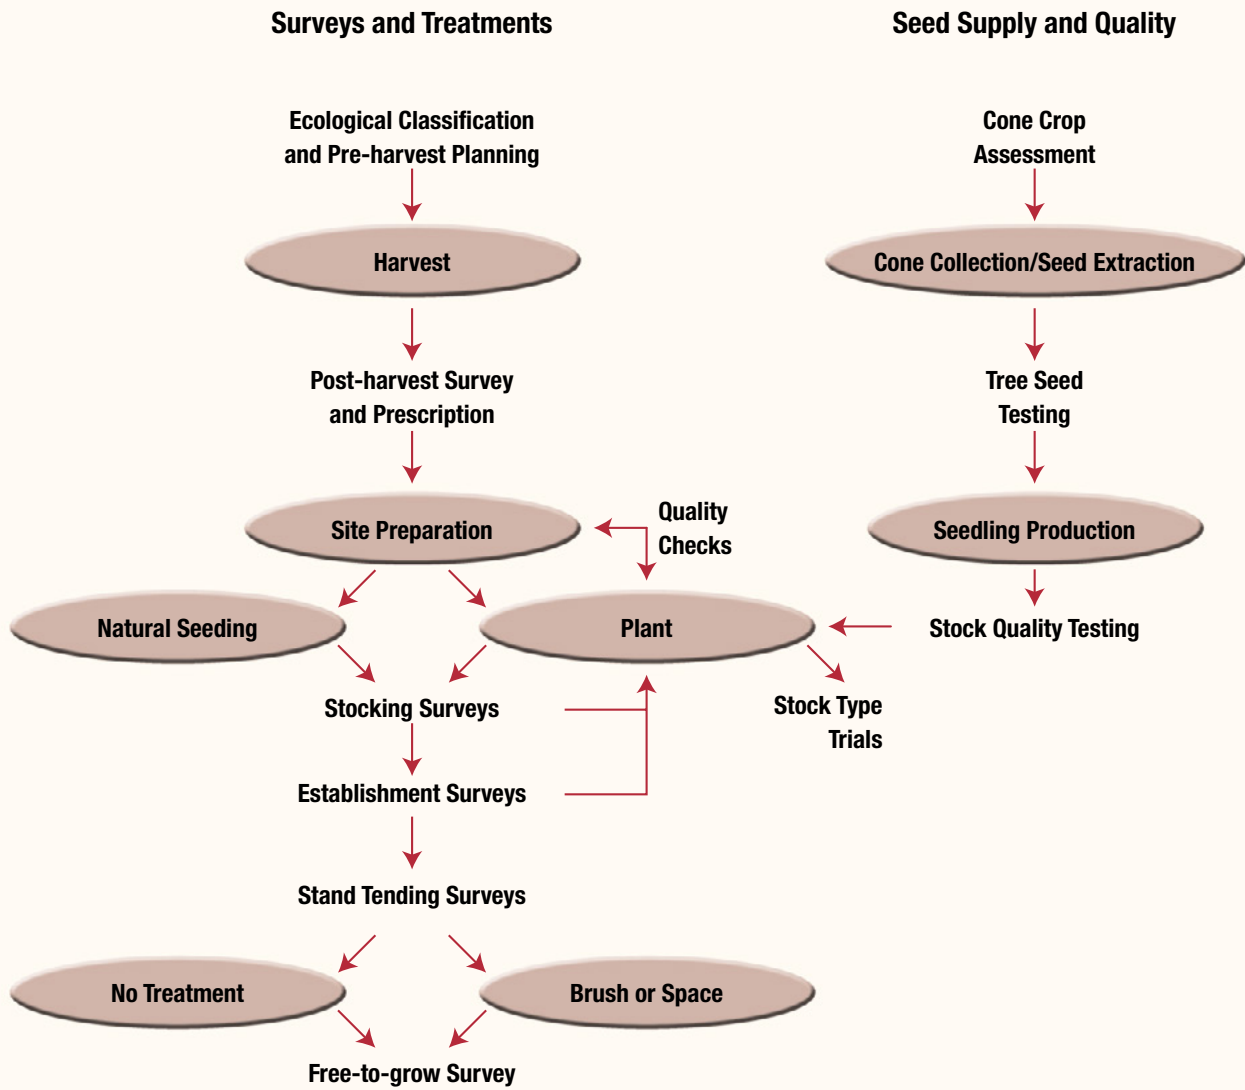 Surveys and Treatments
Seed Supply and Quality
Ecological Classification
and Pre-harvest Planning
Cone Crop
Assessment
Harvest
Cone Collection/Seed Extraction
Post-harvest Survey
and Prescription
Tree Seed
Testing
Site Preparation
Quality
Checks
Seedling Production
Natural Seeding
Plant
Stock Quality Testing
Stocking Surveys
Stock Type
Trials
Establishment Surveys
Stand Tending Surveys
No Treatment
Brush or Space
Free-to-grow Survey